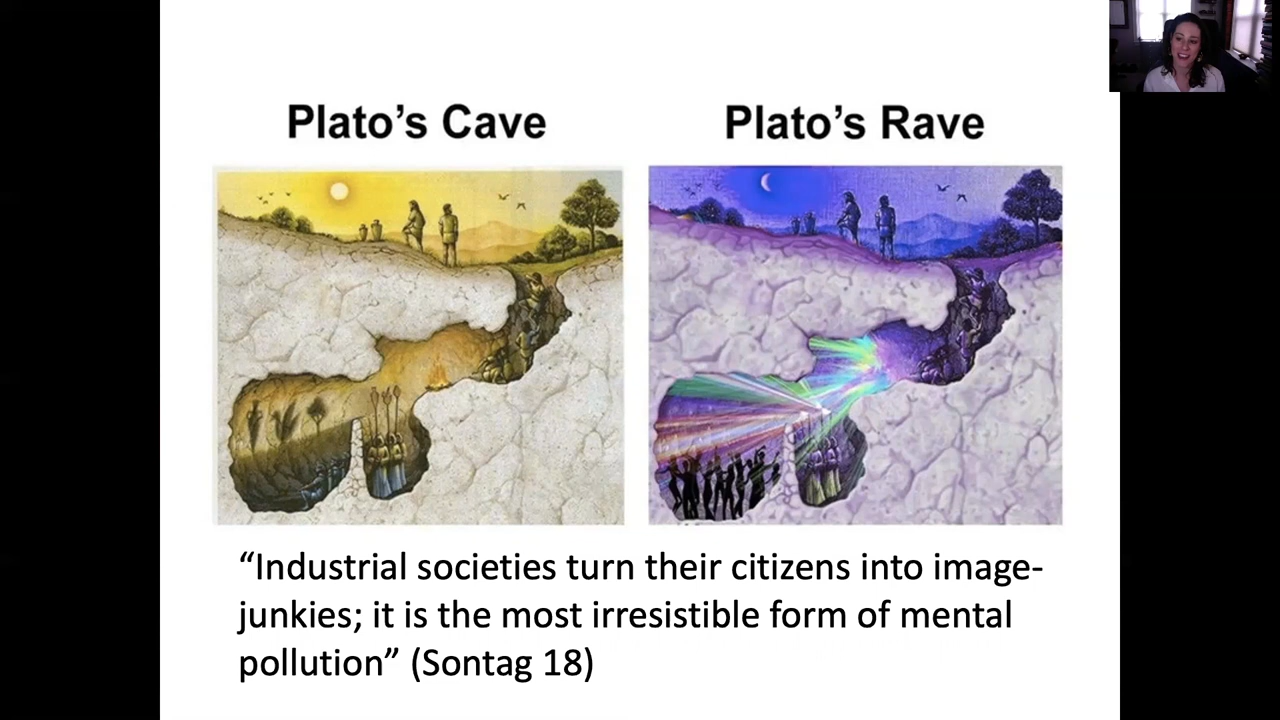 Plato’s Cave
Plato’s Rave
“Industrial societies turn their citizens into image-
junkies; it is the most irresistible form of mental
pollution” (Sontag 18)